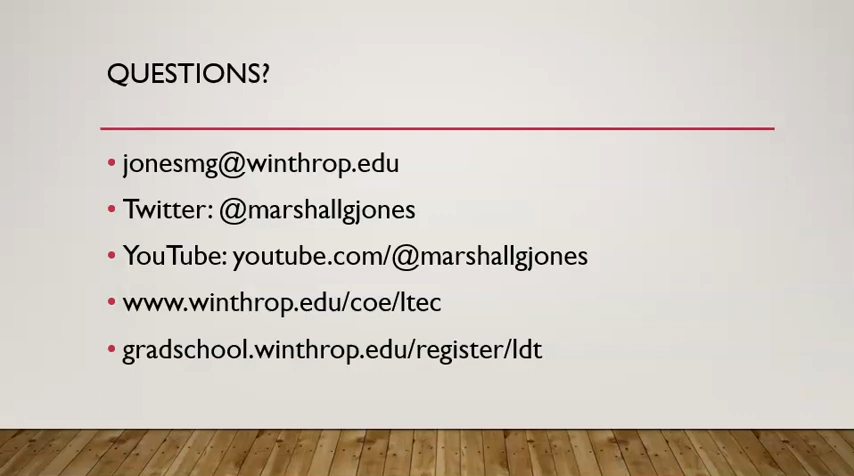 QUESTIONS?
• jonesmg@winthrop.edu
• Twitter: @marshallgjones
• YouTube: youtube.com/@marshallgjones
• www.winthrop.edu/coe/ltec
• gradschool.winthrop.edu/register/ldt